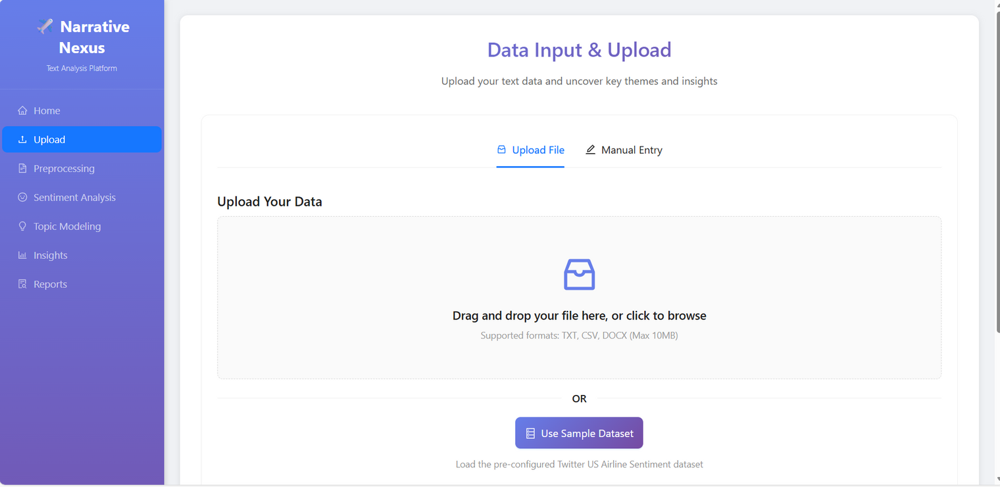 Narrative
Nexus
Text Analysis Platform
Home
Upload
Preprocessing
Sentiment Analysis
Topic Modeling
Insights
Reports
Data Input & Upload
Upload your text data and uncover key themes and insights
Upload File
Manual Entry
Upload Your Data
Drag and drop your file here, or click to browse
Supported formats: TXT, CSV, DOCX (Max 10MB)
OR
Use Sample Dataset
Load the pre-configured Twitter US Airline Sentiment dataset